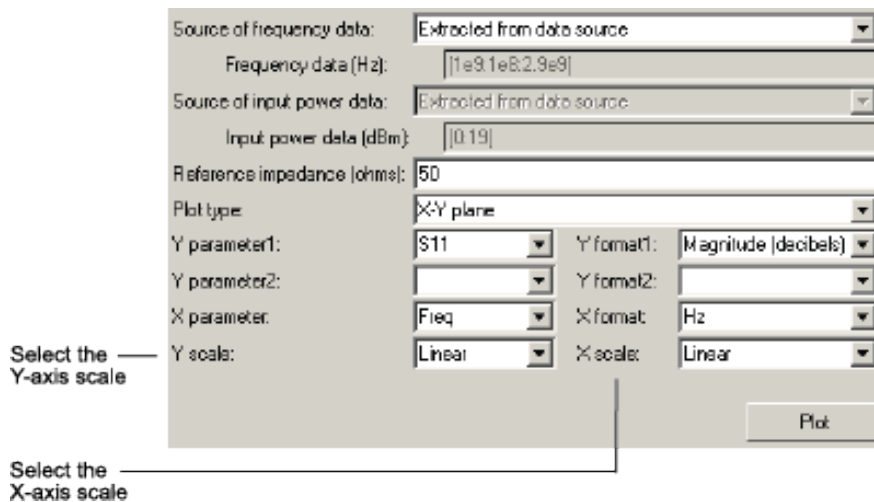 Source of frequency data: Extracted from data source
Frequency data (Hz): [1e9:1e8:2.9e9]
Source of input power data: Extracted from data source
Input power data (dBm): [0:19]
Reference impedance (ohms): 50
Plot type: X-Y plane
Y parameter1: S11 Y format1: Magnitude (decibels)
Y parameter2: Y format2:
X parameter: Freq X format: Hz
Y scale: Linear X scale: Linear
Select the
Y-axis scale
Plot
Select the
X-axis scale